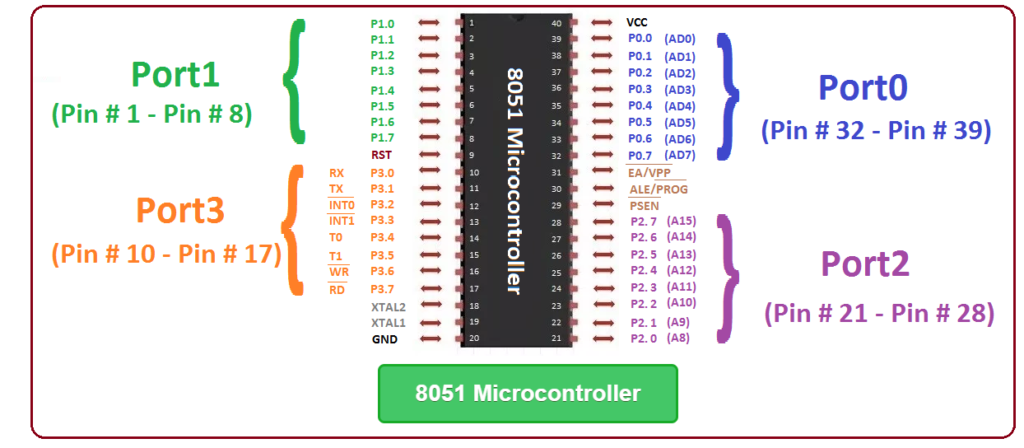 P1.0 1 40 VCC
P1.1 2 39 P0.0 (AD0)
P1.2 3 38 P0.1 (AD1)
P1.3 4 37 P0.2 (AD2)
P1.4 5 36 P0.3 (AD3)
P1.5 6 35 P0.4 (AD4)
P1.6 7 34 P0.5 (AD5)
P1.7 8 33 P0.6 (AD6)
RST 9 32 P0.7 (AD7)
RX P3.0 10 31 EA/VPP
TX P3.1 11 30 ALE/PROG
INT0 P3.2 12 29 PSEN
INT1 P3.3 13 28 P2.7 (A15)
T0 P3.4 14 27 P2.6 (A14)
T1 P3.5 15 26 P2.5 (A13)
WR P3.6 16 25 P2.4 (A12)
RD P3.7 17 24 P2.3 (A11)
XTAL2 18 23 P2.2 (A10)
XTAL1 19 22 P2.1 (A9)
GND 20 21 P2.0 (A8)
Port1
(Pin # 1 - Pin # 8)
Port3
(Pin # 10 - Pin # 17)
8051 Microcontroller
Port0
(Pin # 32 - Pin # 39)
Port2
(Pin # 21 - Pin # 28)
8051 Microcontroller